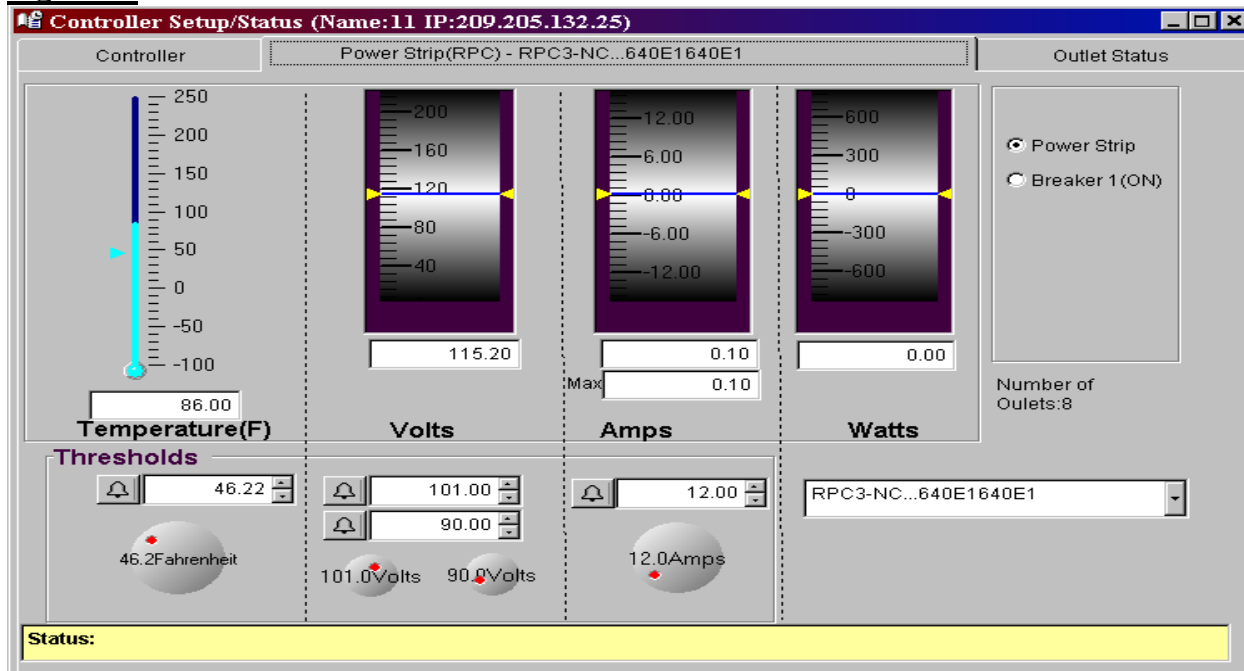 Controller Setup/Status (Name:11 IP:209.205.132.25)
Controller
Power Strip(RPC) - RPC3-NC...640E1640E1
Outlet Status
250
200
150
100
50
0
-50
-100
86.00
Temperature(F)
200
160
120
80
40
115.20
Volts
12.00
6.00
0.00
-6.00
-12.00
0.10
Max 0.10
Amps
600
300
0
-300
-600
0.00
Watts
Power Strip
Breaker 1(ON)
Number of
Oulets:8
Thresholds
46.22
46.2Fahrenheit
101.00
90.00
101.0Volts 90.0Volts
12.00
12.0Amps
RPC3-NC...640E1640E1
Status: